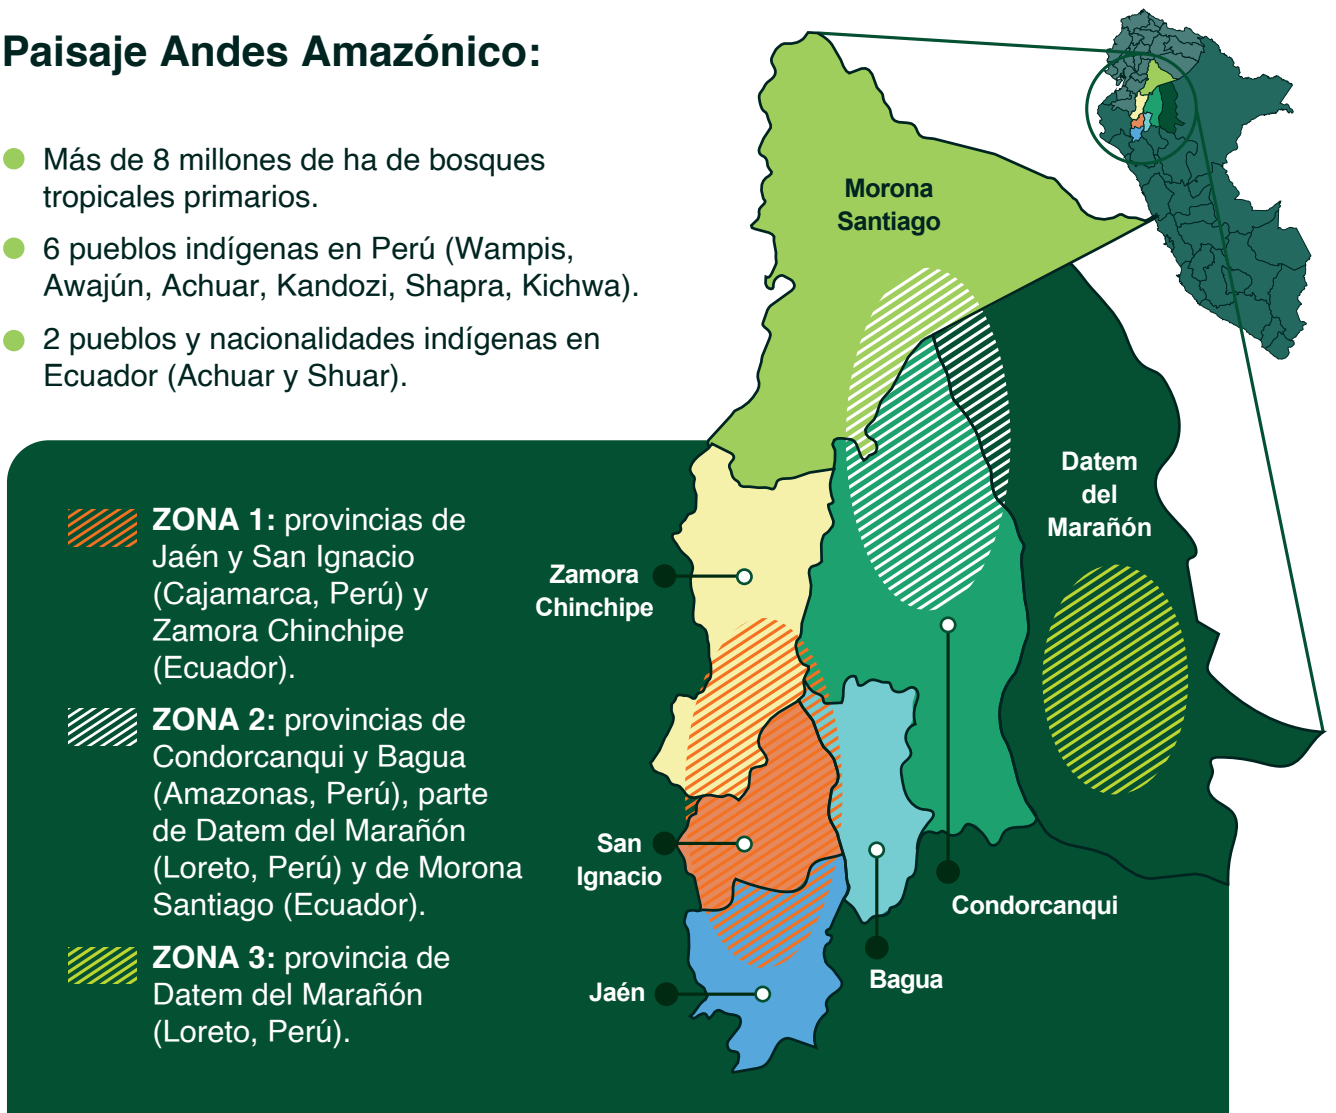 Paisaje Andes Amazónico:
Más de 8 millones de ha de bosques
tropicales primarios.
6 pueblos indígenas en Perú (Wampis,
Awajún, Achuar, Kandozi, Shapra, Kichwa).
2 pueblos y nacionalidades indígenas en
Ecuador (Achuar y Shuar).
ZONA 1: provincias de
Jaén y San Ignacio
(Cajamarca, Perú) y
Zamora Chinchipe
(Ecuador).
ZONA 2: provincias de
Condorcanqui y Bagua
(Amazonas, Perú), parte
de Datem del Marañón
(Loreto, Perú) y de Morona
Santiago (Ecuador).
ZONA 3: provincia de
Datem del Marañón
(Loreto, Perú).
Morona
Santiago
Datem
del
Marañón
Zamora
Chinchipe
San
Ignacio
Condorcanqui
Bagua
Jaén